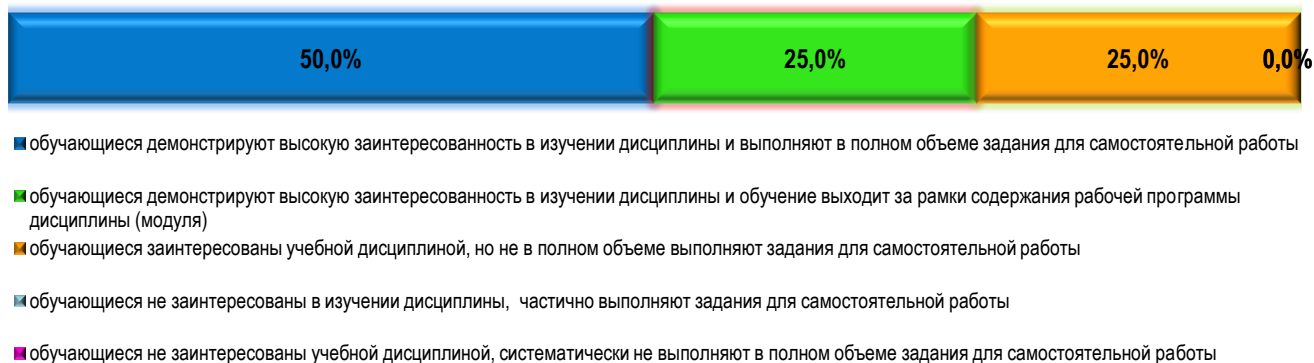 50,0% 25,0% 25,0% 0,0%
обучающиеся демонстрируют высокую заинтересованность в изучении дисциплины и выполняют в полном объеме задания для самостоятельной работы
обучающиеся демонстрируют высокую заинтересованность в изучении дисциплины и обучение выходит за рамки содержания рабочей программы
дисциплины (модуля)
обучающиеся заинтересованы учебной дисциплиной, но не в полном объеме выполняют задания для самостоятельной работы
обучающиеся не заинтересованы в изучении дисциплины, частично выполняют задания для самостоятельной работы
обучающиеся не заинтересованы учебной дисциплиной, систематически не выполняют в полном объеме задания для самостоятельной работы